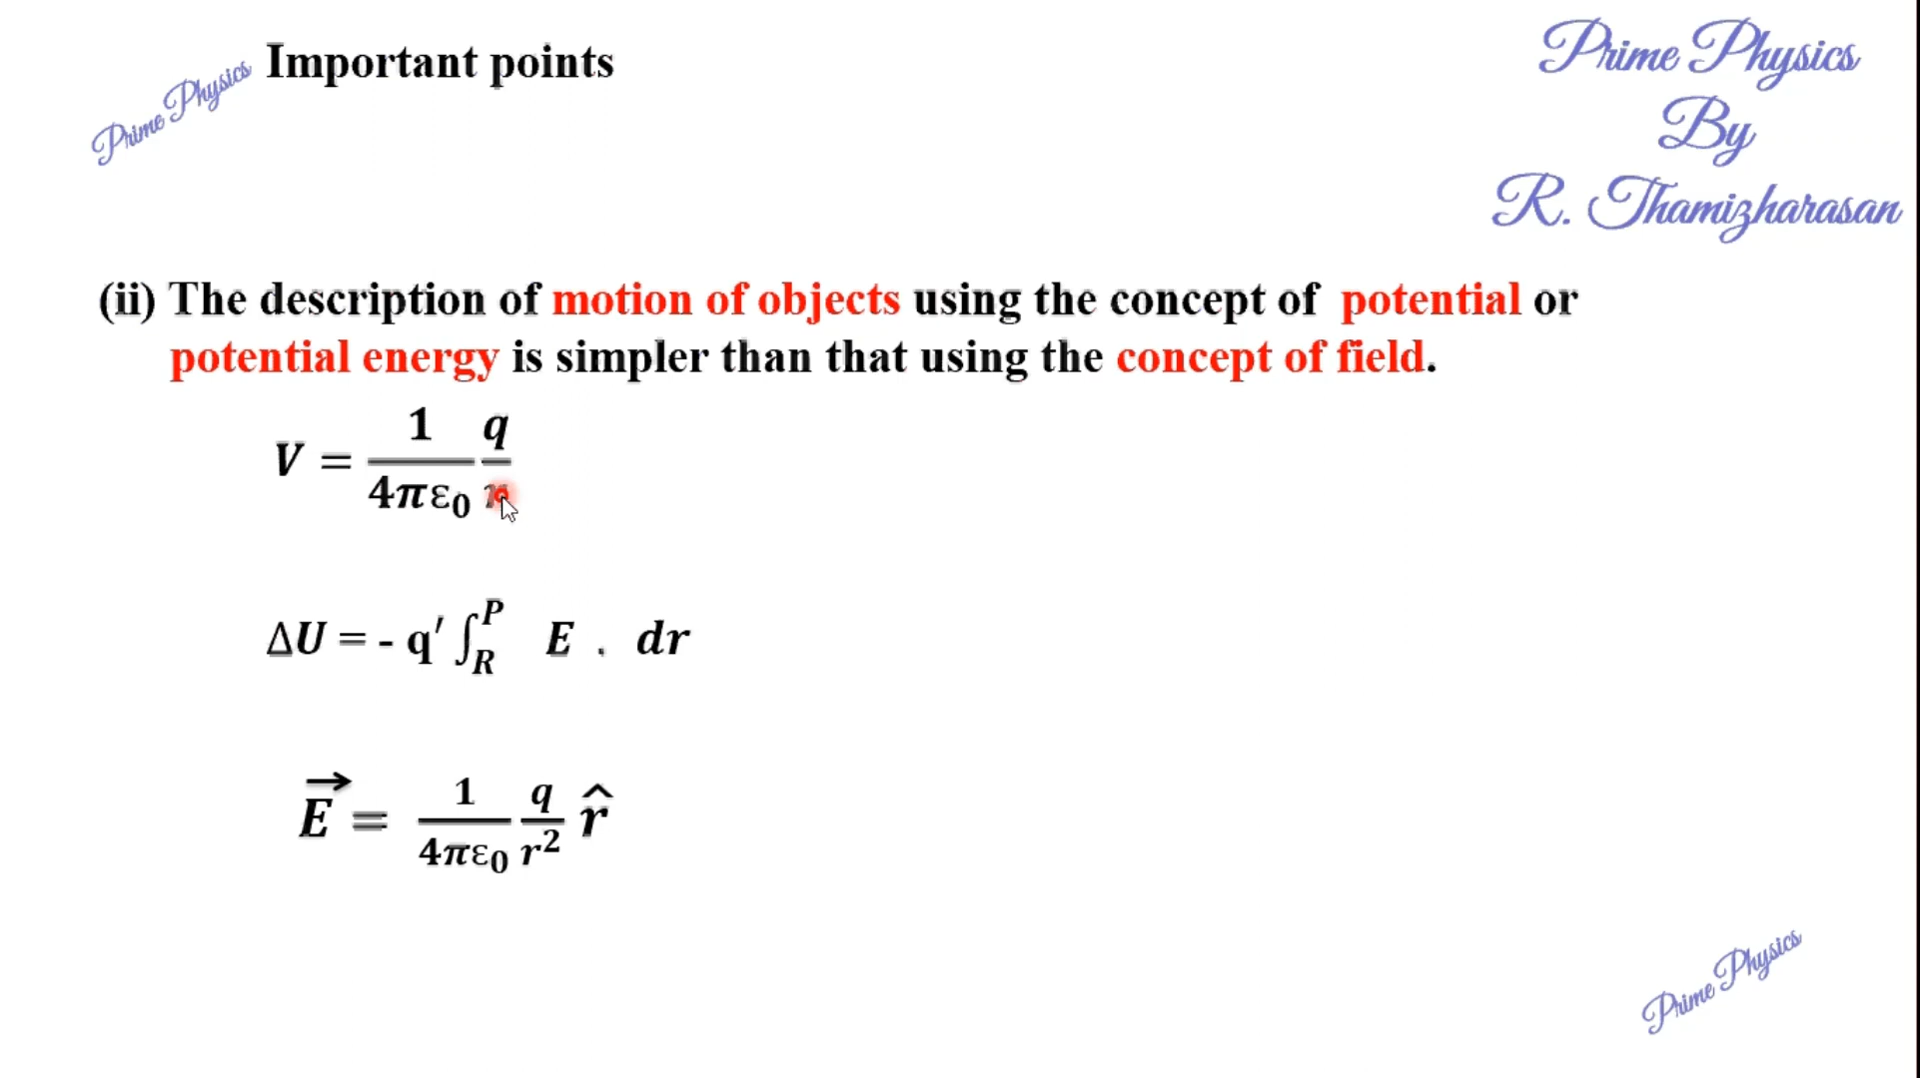 Important points
Prime Physics
Prime Physics
By
R. Thamizharasan
(ii) The description of motion of objects using the concept of potential or
potential energy is simpler than that using the concept of field.
V = 1/4πε₀ q/r
ΔU = - q′ ∫_R^P E . dr
E⃗ = 1/4πε₀ q/r² r̂
Prime Physics